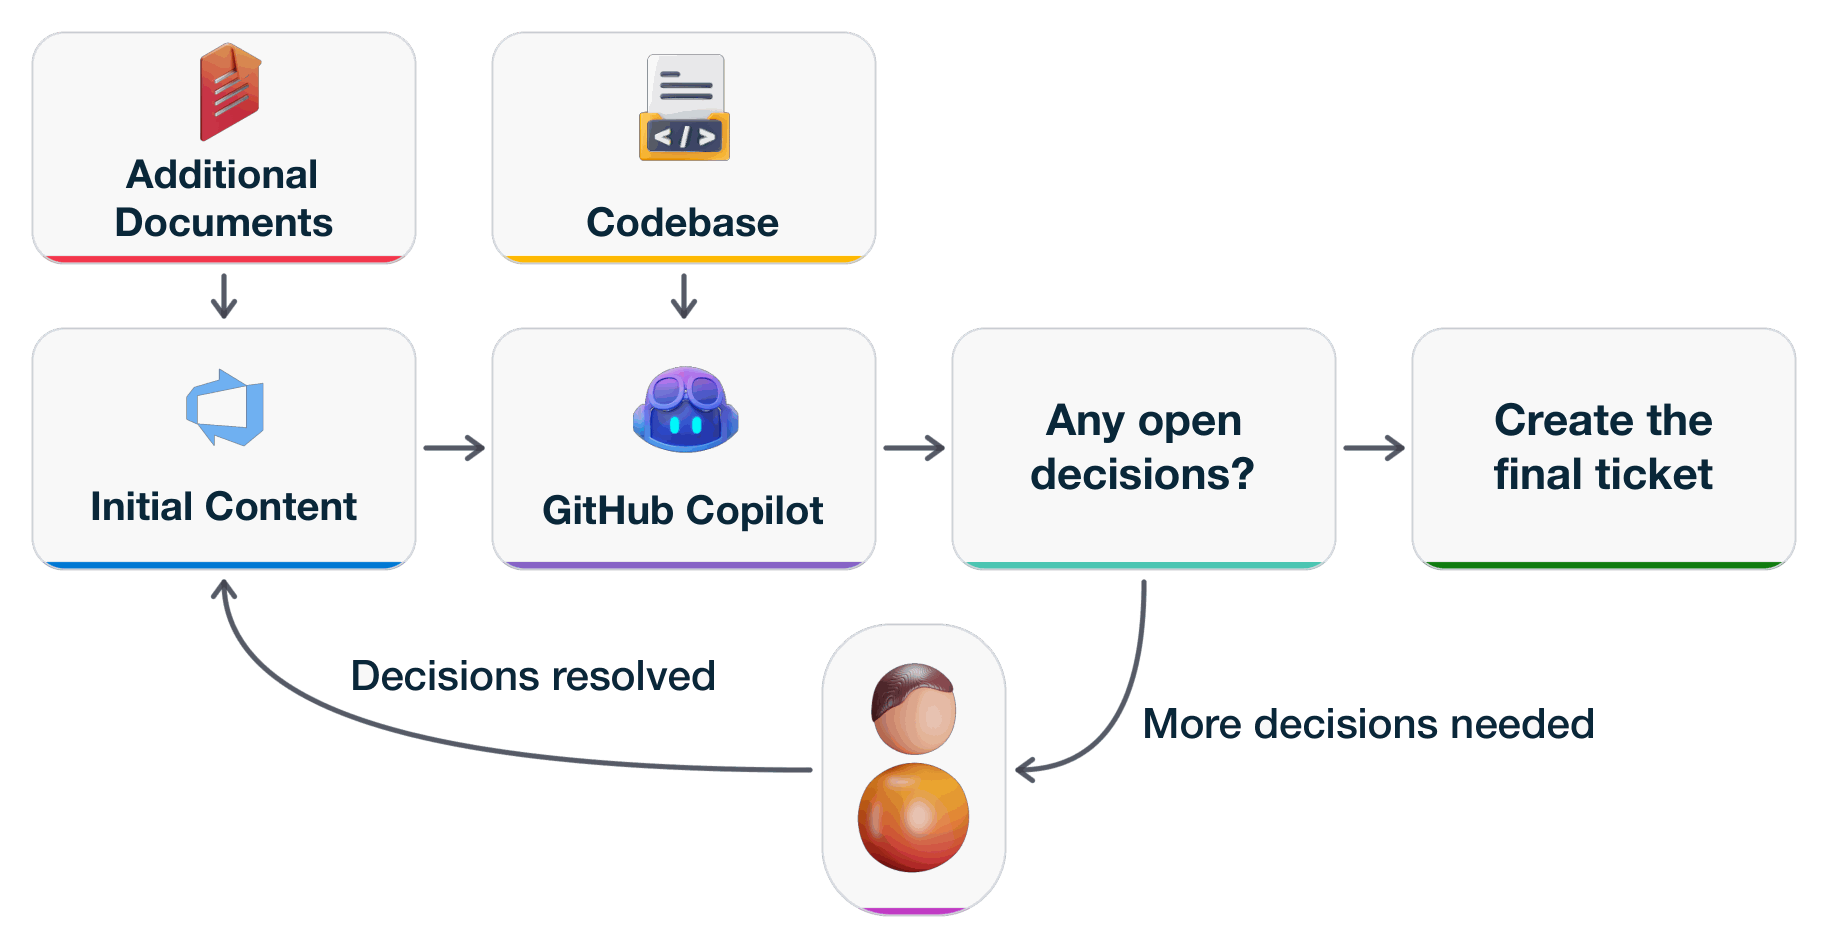 Additional
Documents
Codebase
</>
Initial Content
GitHub Copilot
Any open
decisions?
Create the
final ticket
Decisions resolved
More decisions needed